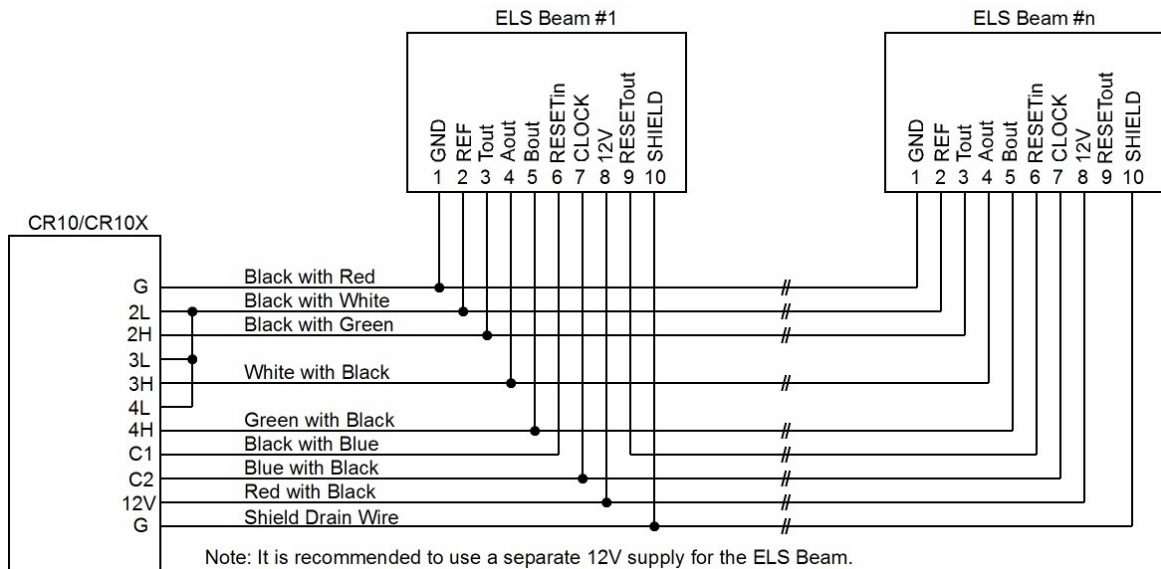 ELS Beam #1
ELS Beam #n
GND
REF
Tout
Aout
Bout
RESETin
CLOCK
12V
RESETout
SHIELD
1 2 3 4 5 6 7 8 9 10
GND
REF
Tout
Aout
Bout
RESETin
CLOCK
12V
RESETout
SHIELD
1 2 3 4 5 6 7 8 9 10
CR10/CR10X
G Black with Red
2L Black with White
2H Black with Green
3L
3H White with Black
4L
4H Green with Black
C1 Black with Blue
C2 Blue with Black
12V Red with Black
G Shield Drain Wire
Note: It is recommended to use a separate 12V supply for the ELS Beam.